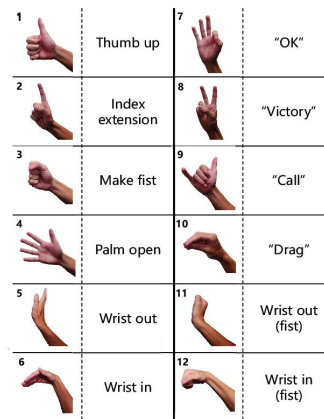 1
Thumb up
2
Index
extension
3
Make fist
4
Palm open
5
Wrist out
6
Wrist in
7
“OK”
8
“Victory”
9
“Call”
10
“Drag”
11
Wrist out
(fist)
12
Wrist in
(fist)